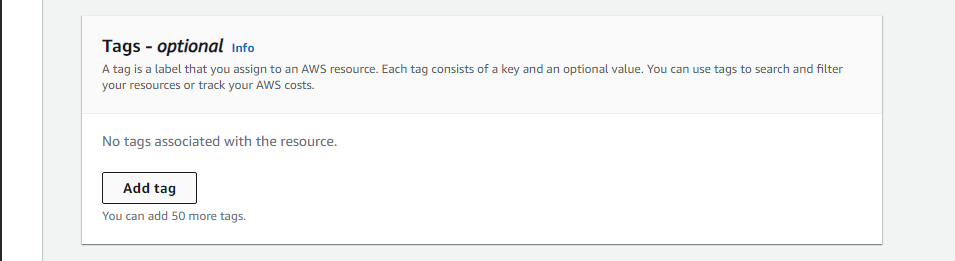 Tags - optional Info
A tag is a label that you assign to an AWS resource. Each tag consists of a key and an optional value. You can use tags to search and filter
your resources or track your AWS costs.
No tags associated with the resource.
Add tag
You can add 50 more tags.